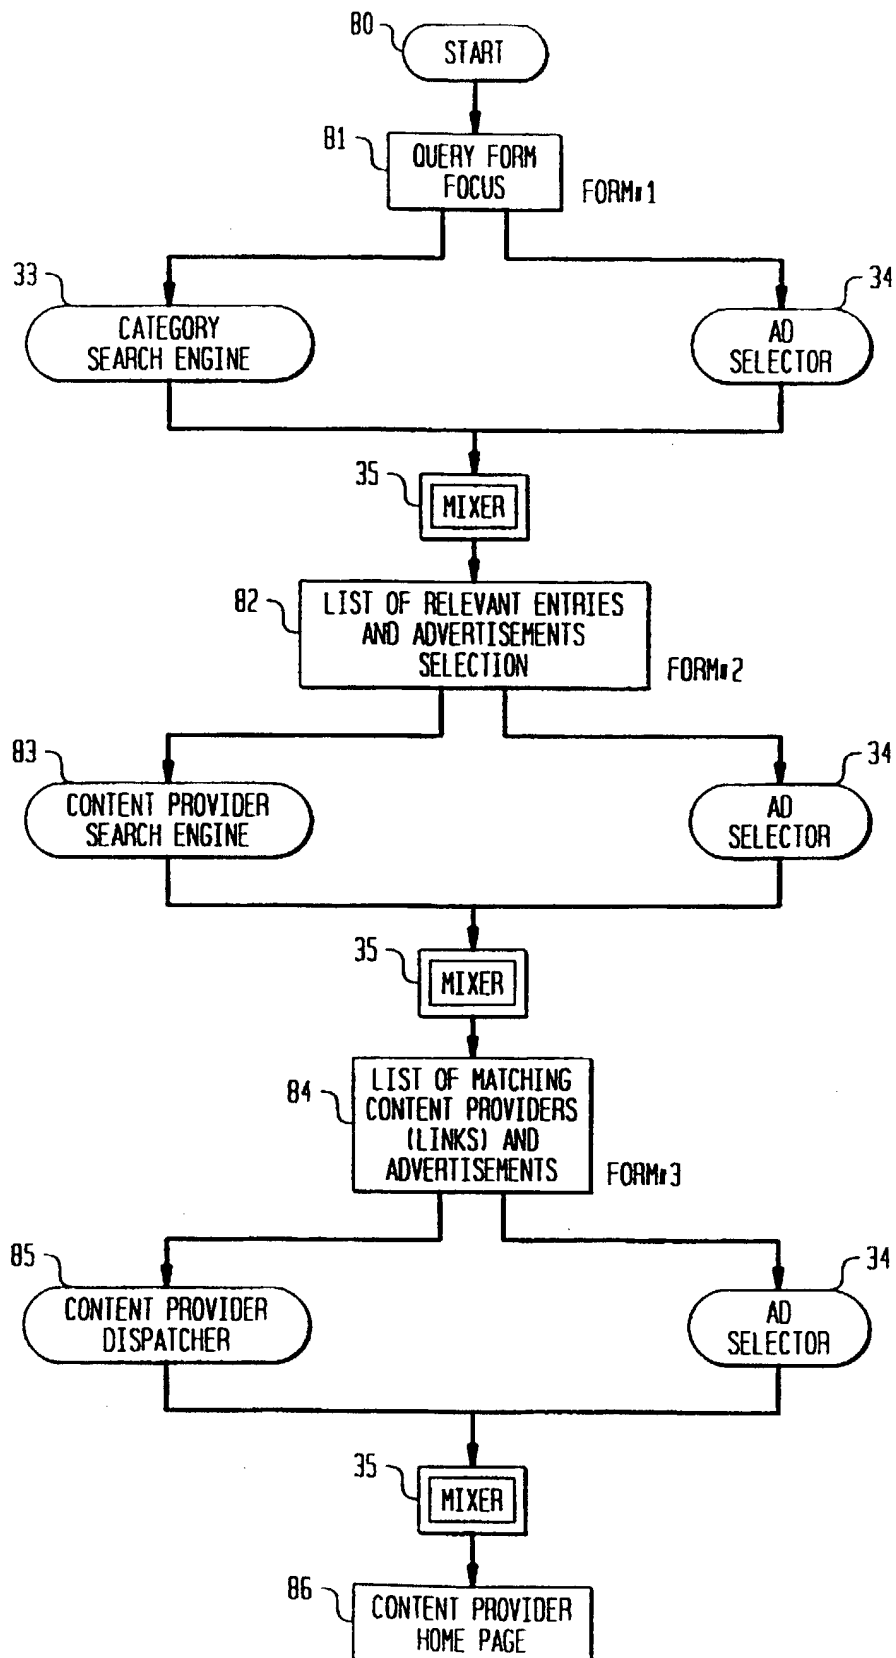 80
START
81
QUERY FORM
FOCUS
FORM#1
33
CATEGORY
SEARCH ENGINE
34
AD
SELECTOR
35
MIXER
82
LIST OF RELEVANT ENTRIES
AND ADVERTISEMENTS
SELECTION
FORM#2
83
CONTENT PROVIDER
SEARCH ENGINE
34
AD
SELECTOR
35
MIXER
84
LIST OF MATCHING
CONTENT PROVIDERS
(LINKS) AND
ADVERTISEMENTS
FORM#3
85
CONTENT PROVIDER
DISPATCHER
34
AD
SELECTOR
35
MIXER
86
CONTENT PROVIDER
HOME PAGE